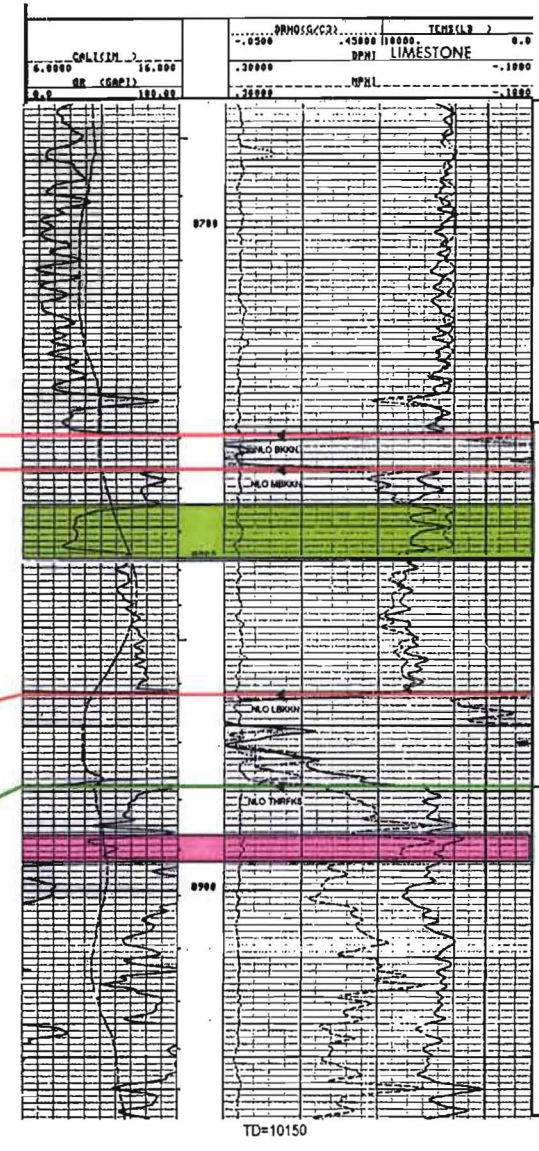 DRHO(G/C3) TENS(LB )
-.0500 .45000 10000. 0.0
CALI(IN ) DPHI LIMESTONE
6.0000 16.000 .30000 -.1000
GR (GAPI) NPHI
0.0 100.00 .30000 -.1000
8700
NLO BKKN
NLO MBKKN
NLO LBKKN
NLO THRFKS
8900
TD=10150